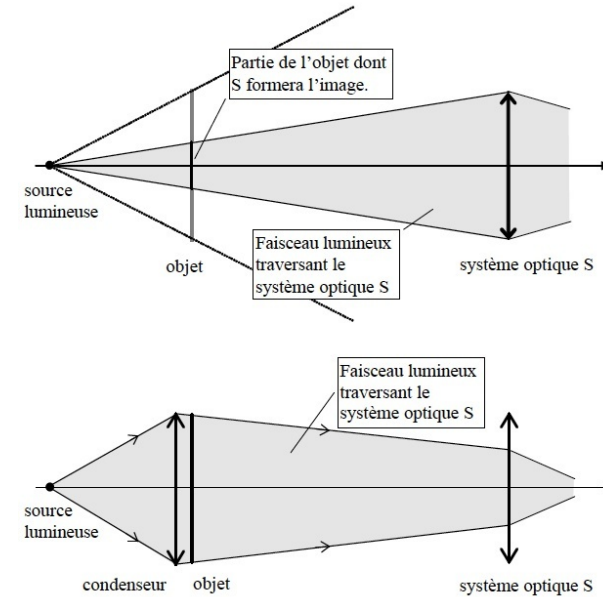 Partie de l'objet dont
S formera l'image.
source
lumineuse
objet
Faisceau lumineux
traversant le
système optique S
système optique S
Faisceau lumineux
traversant le
système optique S
source
lumineuse
condenseur
objet
système optique S